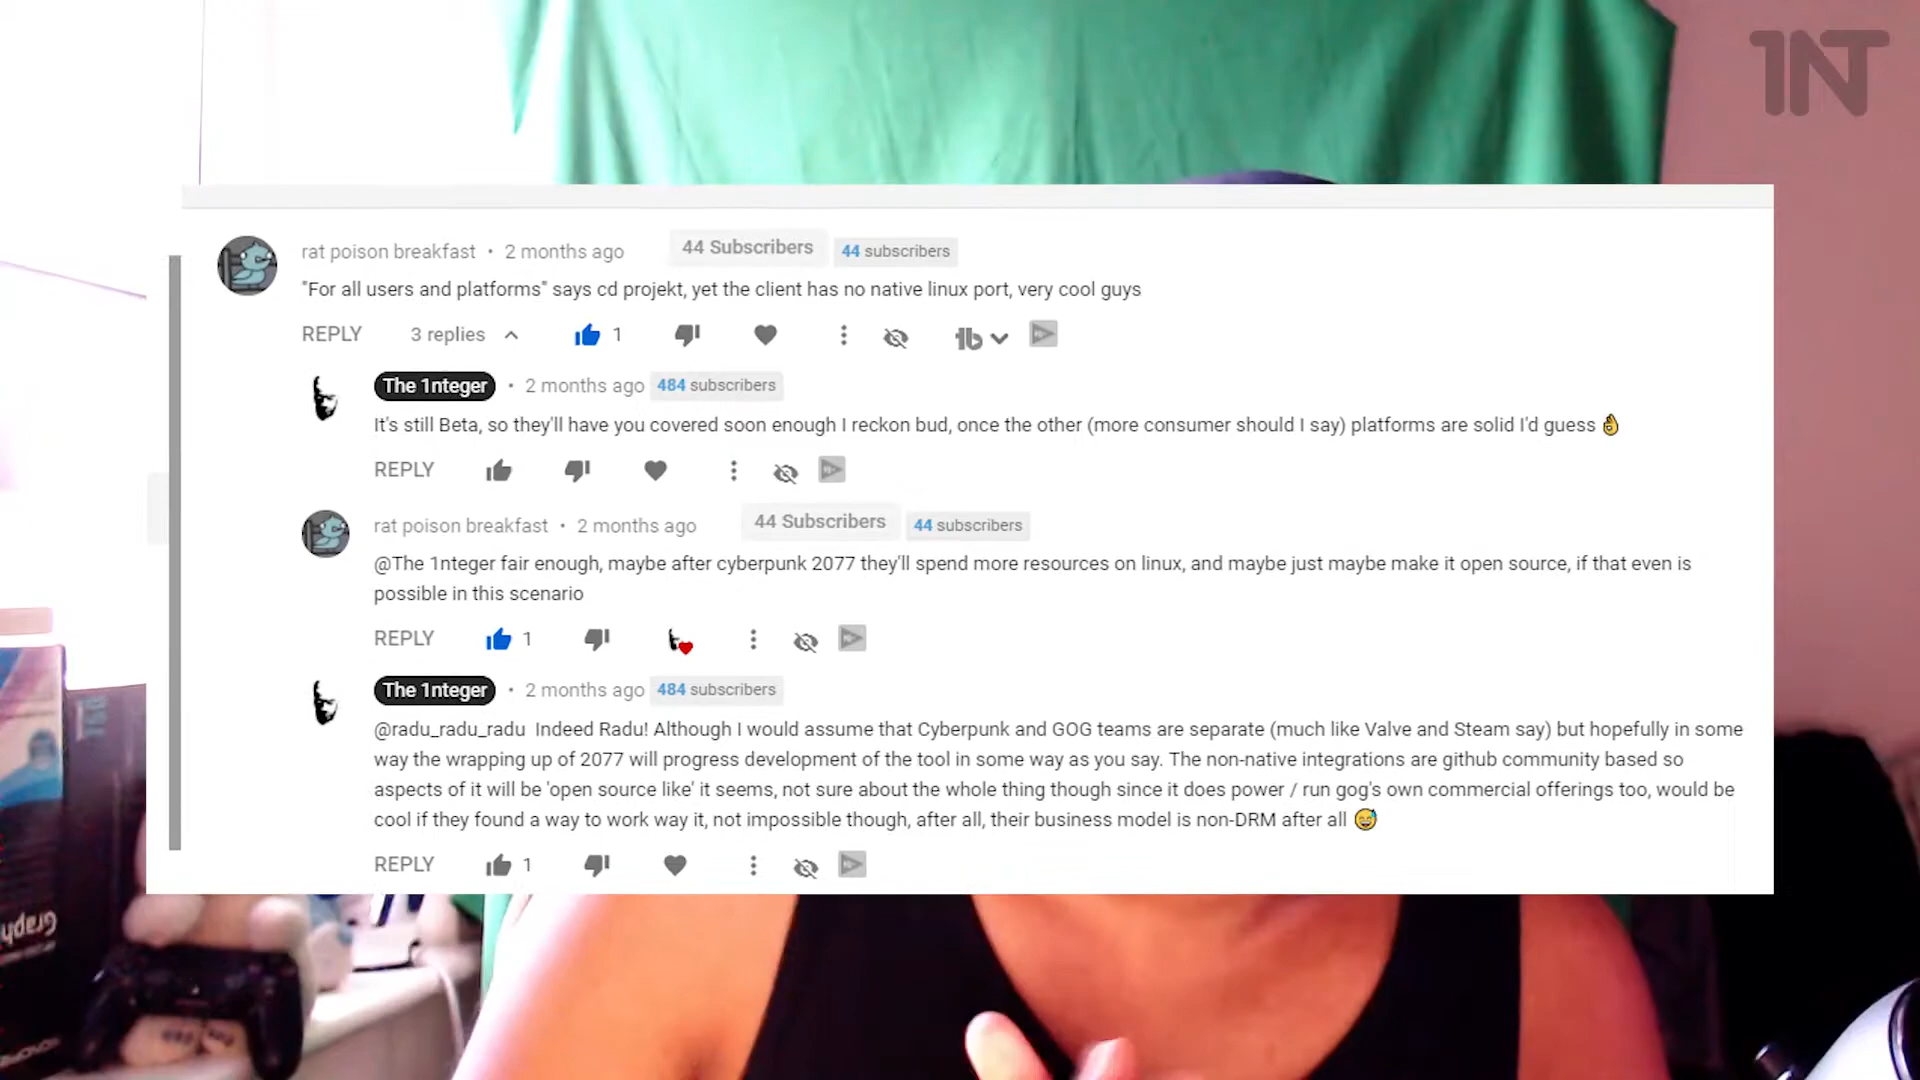 1NT
rat poison breakfast • 2 months ago 44 Subscribers 44 subscribers
"For all users and platforms" says cd projekt, yet the client has no native linux port, very cool guys
REPLY 3 replies 1
The 1nteger • 2 months ago 484 subscribers
It's still Beta, so they'll have you covered soon enough I reckon bud, once the other (more consumer should I say) platforms are solid I'd guess 👌
REPLY
rat poison breakfast • 2 months ago 44 Subscribers 44 subscribers
@The 1nteger fair enough, maybe after cyberpunk 2077 they'll spend more resources on linux, and maybe just maybe make it open source, if that even is
possible in this scenario
REPLY 1
The 1nteger • 2 months ago 484 subscribers
@radu_radu_radu Indeed Radu! Although I would assume that Cyberpunk and GOG teams are separate (much like Valve and Steam say) but hopefully in some
way the wrapping up of 2077 will progress development of the tool in some way as you say. The non-native integrations are github community based so
aspects of it will be 'open source like' it seems, not sure about the whole thing though since it does power / run gog's own commercial offerings too, would be
cool if they found a way to work way it, not impossible though, after all, their business model is non-DRM after all 😅
REPLY 1